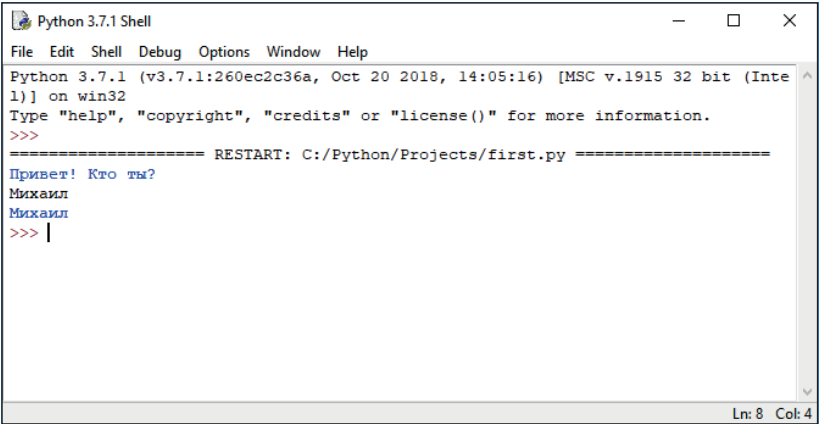 Python 3.7.1 Shell
File Edit Shell Debug Options Window Help
Python 3.7.1 (v3.7.1:260ec2c36a, Oct 20 2018, 14:05:16) [MSC v.1915 32 bit (Inte
l)] on win32
Type "help", "copyright", "credits" or "license()" for more information.
>>>
==================== RESTART: C:/Python/Projects/first.py ====================
Привет! Кто ты?
Михаил
Михаил
>>>
Ln: 8 Col: 4